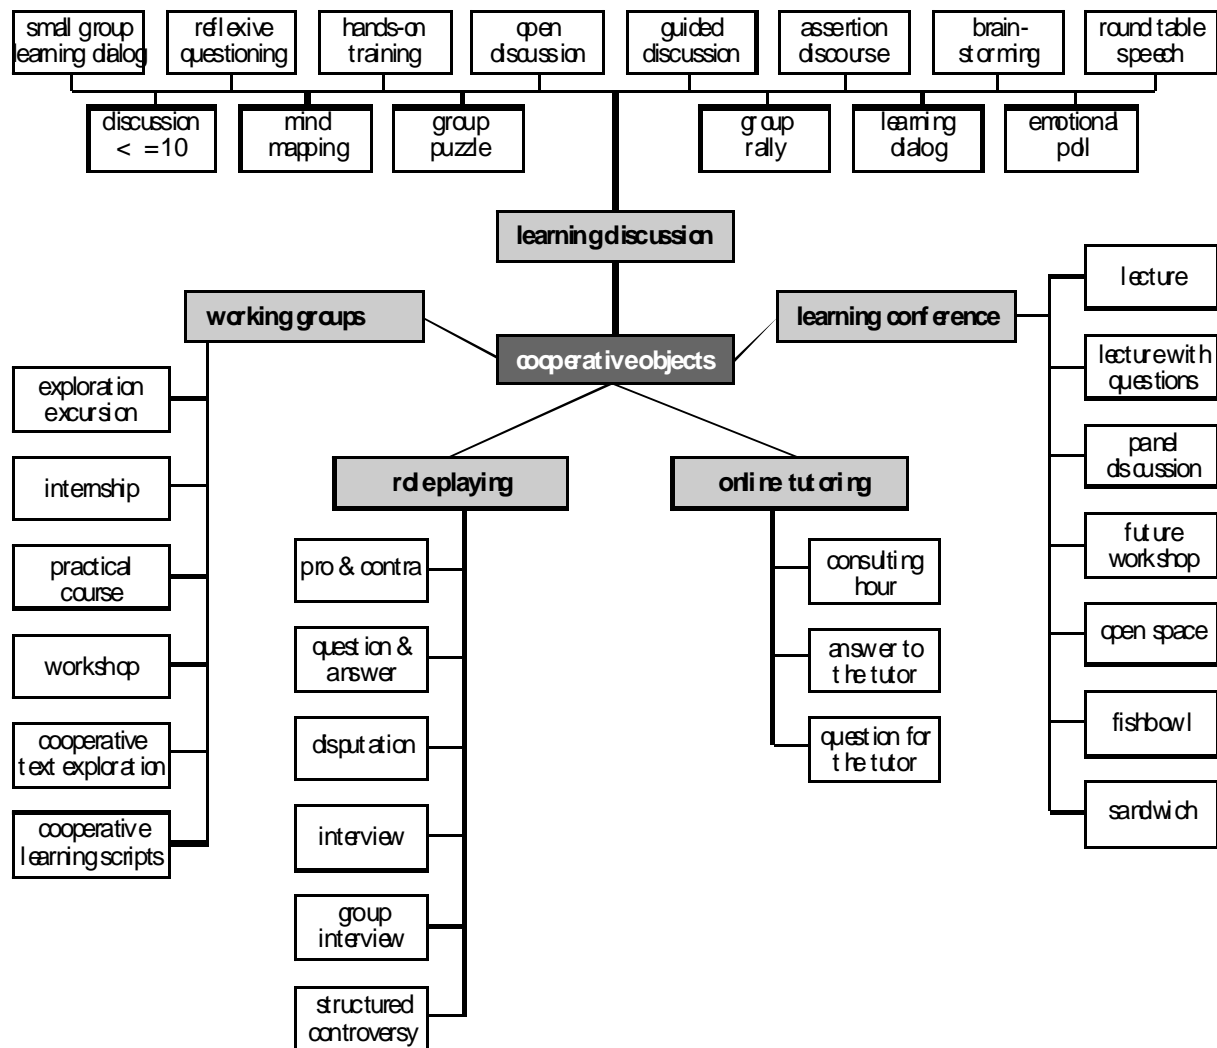 small group
learning dialog
reflexive
questioning
hands-on
training
open
discussion
guided
discussion
assertion
discourse
brain-
storming
round table
speech
discussion
< =10
mind
mapping
group
puzzle
group
rally
learning
dialog
emotional
poll
learning discussion
working groups
learning conference
cooperative objects
exploration
excursion
internship
practical
course
workshop
cooperative
text exploration
cooperative
learning scripts
roleplaying
pro & contra
question &
answer
disputation
interview
group
interview
structured
controversy
online tutoring
consulting
hour
answer to
the tutor
question for
the tutor
lecture
lecture with
questions
panel
discussion
future
workshop
open space
fishbowl
sandwich